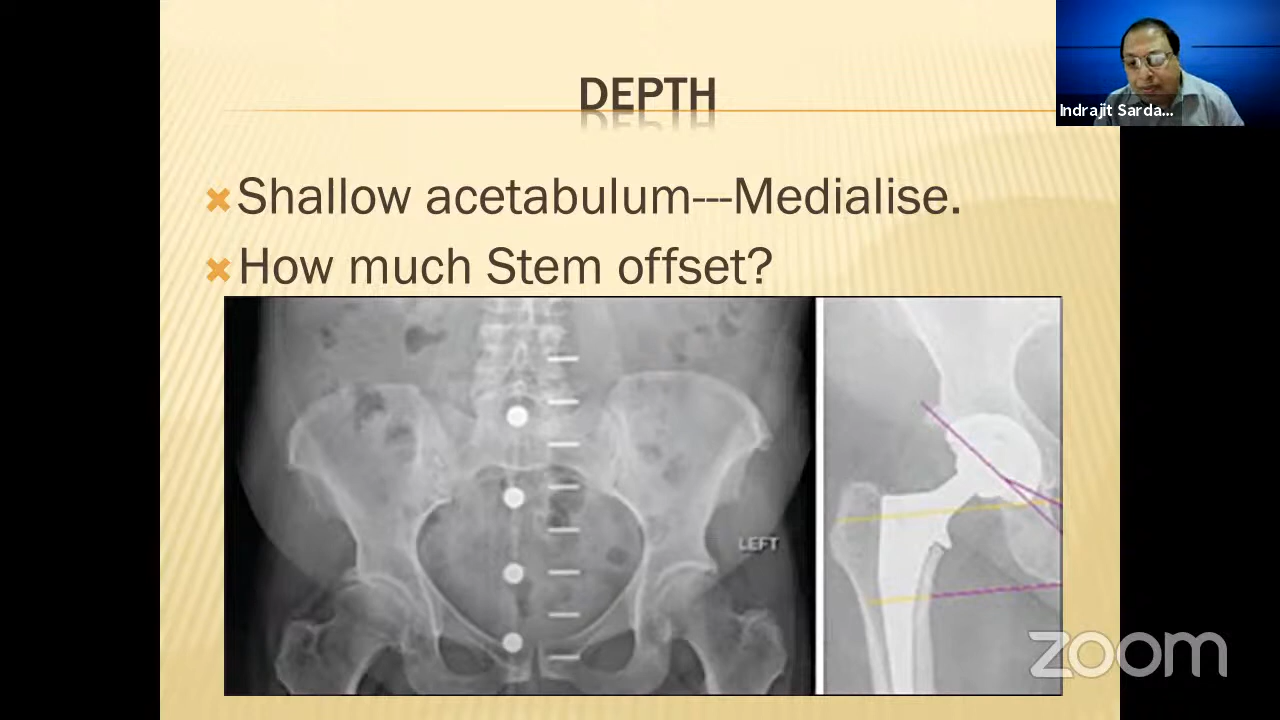 DEPTH
Indrajit Sarda...
Shallow acetabulum---Medialise.
How much Stem offset?
LEFT
zoom